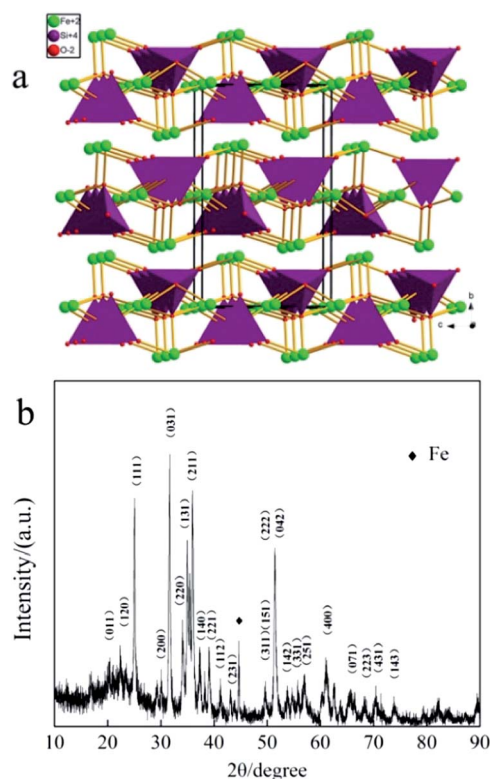 Fe+2
Si+4
O-2
a
b
c
a
b
(031)
(111)
(211)
(131)
◆ Fe
(222)
(042)
(220)
(120)
(011)
(200)
(140)
(221)
(112)
(231)
(311)(151)
(142)
(331)
(251)
(400)
(071)
(223)
(431)
(143)
Intensity/(a.u.)
10 20 30 40 50 60 70 80 90
2θ/degree